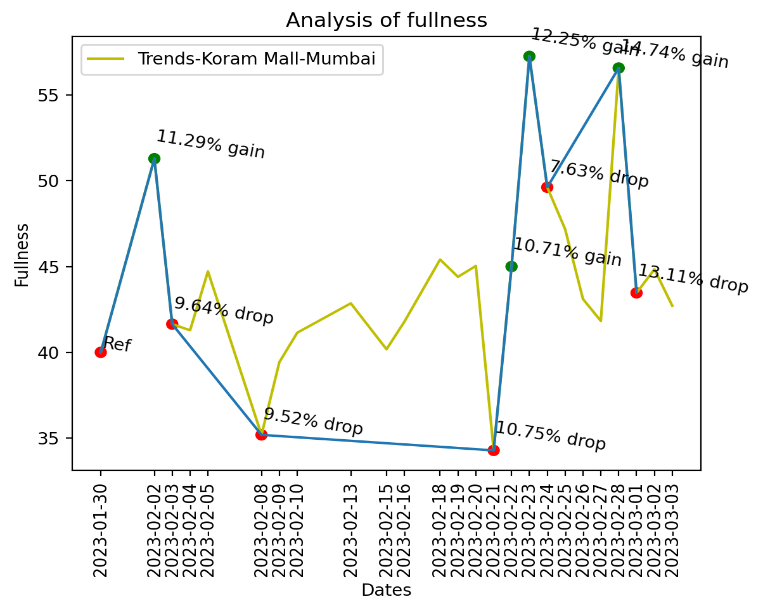 Analysis of fullness
Trends-Koram Mall-Mumbai
12.25% gain
14.74% gain
11.29% gain
7.63% drop
10.71% gain
13.11% drop
9.64% drop
Ref
9.52% drop
10.75% drop
Fullness
55
50
45
40
35
2023-01-30
2023-02-02
2023-02-03
2023-02-04
2023-02-05
2023-02-08
2023-02-09
2023-02-10
2023-02-13
2023-02-15
2023-02-16
2023-02-18
2023-02-19
2023-02-20
2023-02-21
2023-02-22
2023-02-23
2023-02-24
2023-02-25
2023-02-26
2023-02-27
2023-02-28
2023-03-01
2023-03-02
2023-03-03
Dates